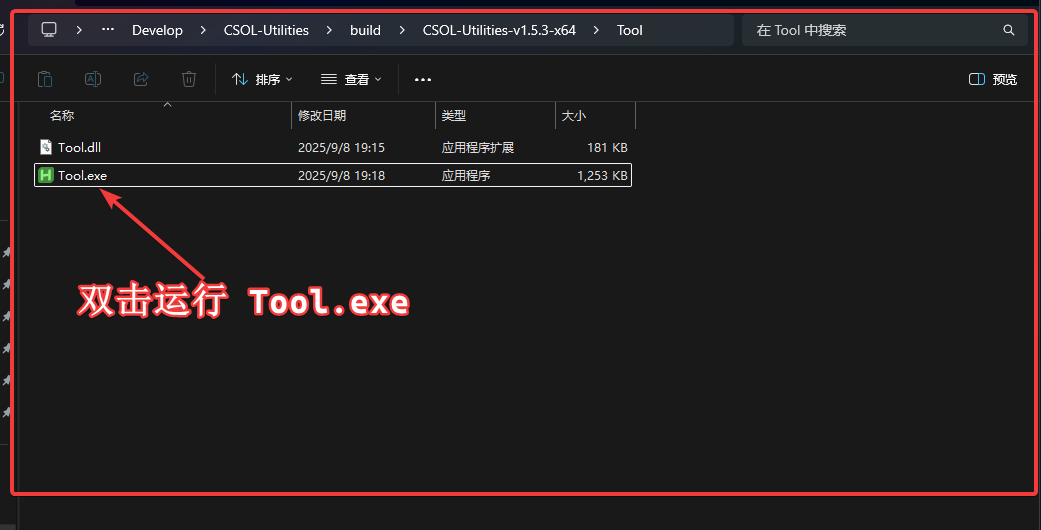 Develop > CSOL-Utilities > build > CSOL-Utilities-v1.5.3-x64 > Tool
在 Tool 中搜索
排序 查看 预览
名称 修改日期 类型 大小
Tool.dll 2025/9/8 19:15 应用程序扩展 181 KB
Tool.exe 2025/9/8 19:18 应用程序 1,253 KB
双击运行 Tool.exe